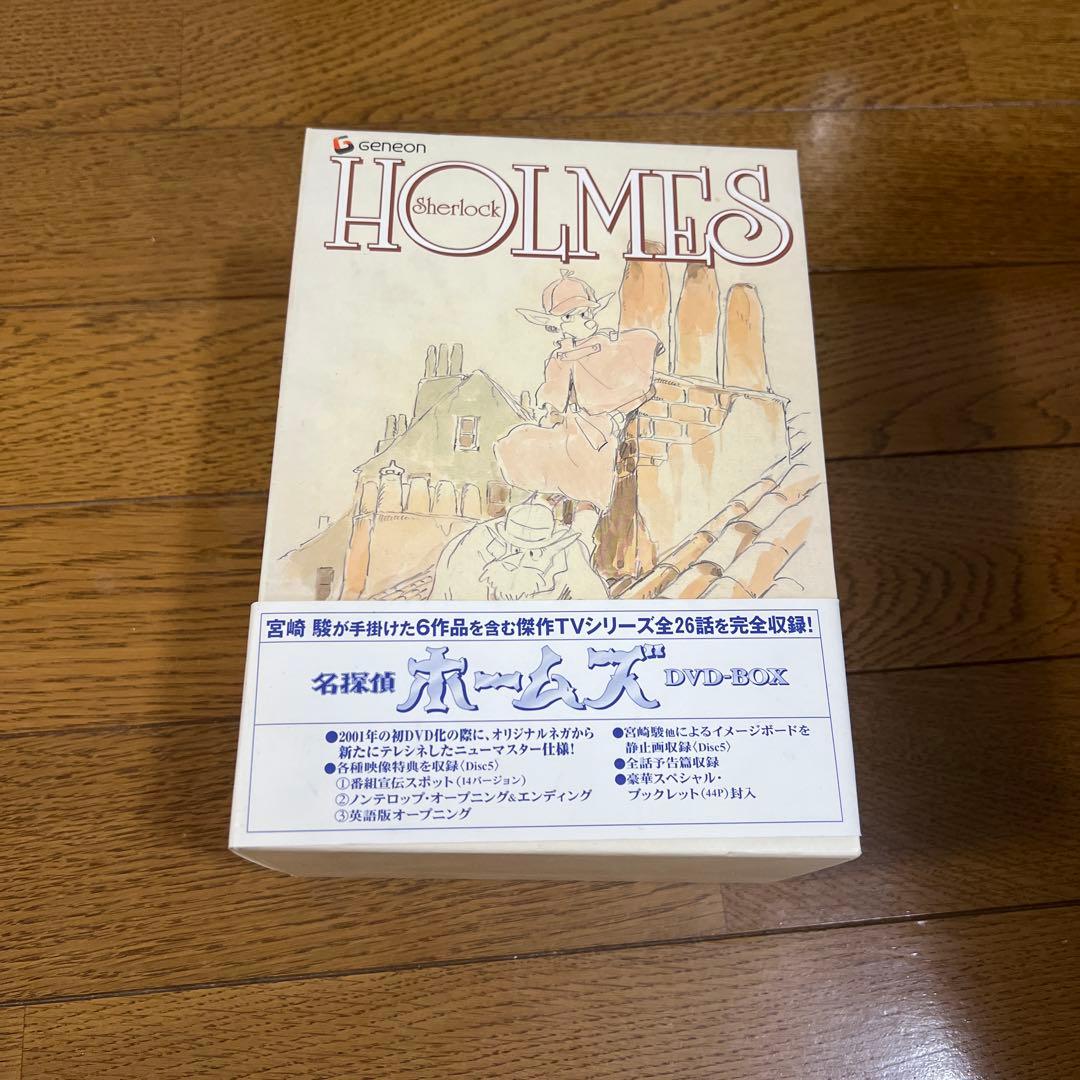 Geneon
HOLMES
Sherlock
宮崎 駿が手掛けた6作品を含む傑作TVシリーズ全26話を完全収録!
名探偵 ホームズ DVD-BOX
●2001年の初DVD化の際に、オリジナルネガから
新たにテレシネしたニューマスター仕様!
●各種映像特典を収録〈Disc5〉
①番組宣伝スポット(14バージョン)
②ノンテロップ・オープニング&エンディング
③英語版オープニング
●宮崎駿他によるイメージボードを
静止画収録〈Disc5〉
●全話予告篇収録
●豪華スペシャル・
ブックレット(44P)封入